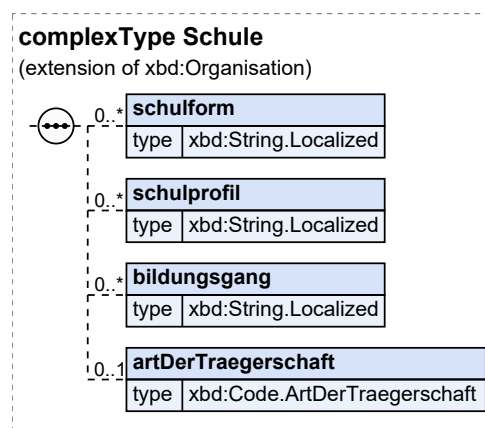 complexType Schule
(extension of xbd:Organisation)
0..* schulform
type xbd:String.Localized
0..* schulprofil
type xbd:String.Localized
0..* bildungsgang
type xbd:String.Localized
0..1 artDerTraegerschaft
type xbd:Code.ArtDerTraegerschaft